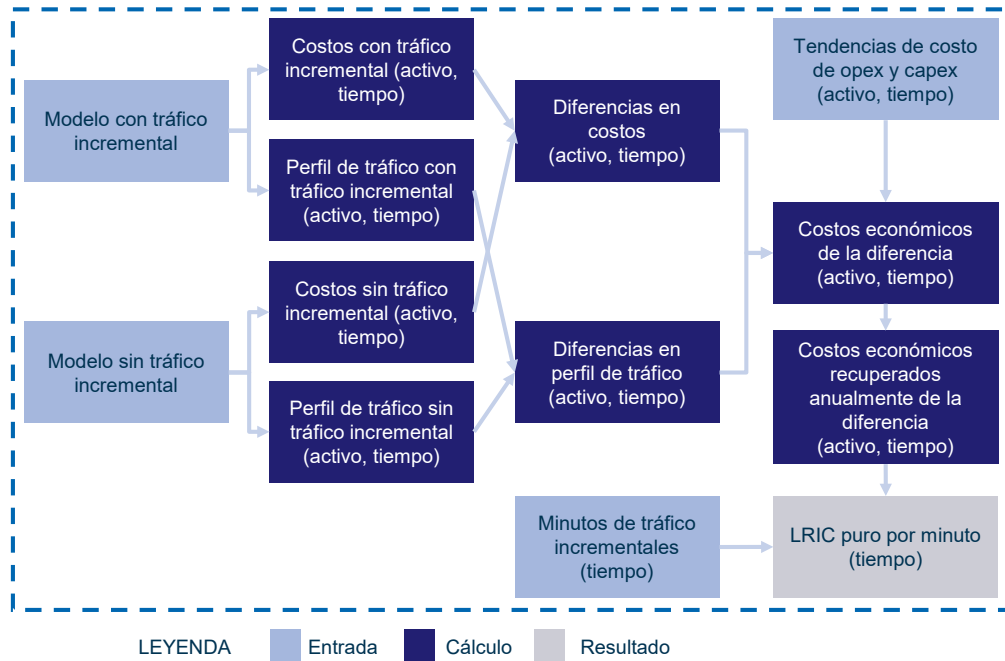 Modelo con tráfico
incremental
Modelo sin tráfico
incremental
Costos con tráfico
incremental (activo,
tiempo)
Perfil de tráfico con
tráfico incremental
(activo, tiempo)
Costos sin tráfico
incremental (activo,
tiempo)
Perfil de tráfico sin
tráfico incremental
(activo, tiempo)
Diferencias en
costos
(activo, tiempo)
Diferencias en
perfil de tráfico
(activo, tiempo)
Minutos de tráfico
incrementales
(tiempo)
Tendencias de costo
de opex y capex
(activo, tiempo)
Costos económicos
de la diferencia
(activo, tiempo)
Costos económicos
recuperados
anualmente de la
diferencia
(activo, tiempo)
LRIC puro por minuto
(tiempo)
LEYENDA
Entrada
Cálculo
Resultado